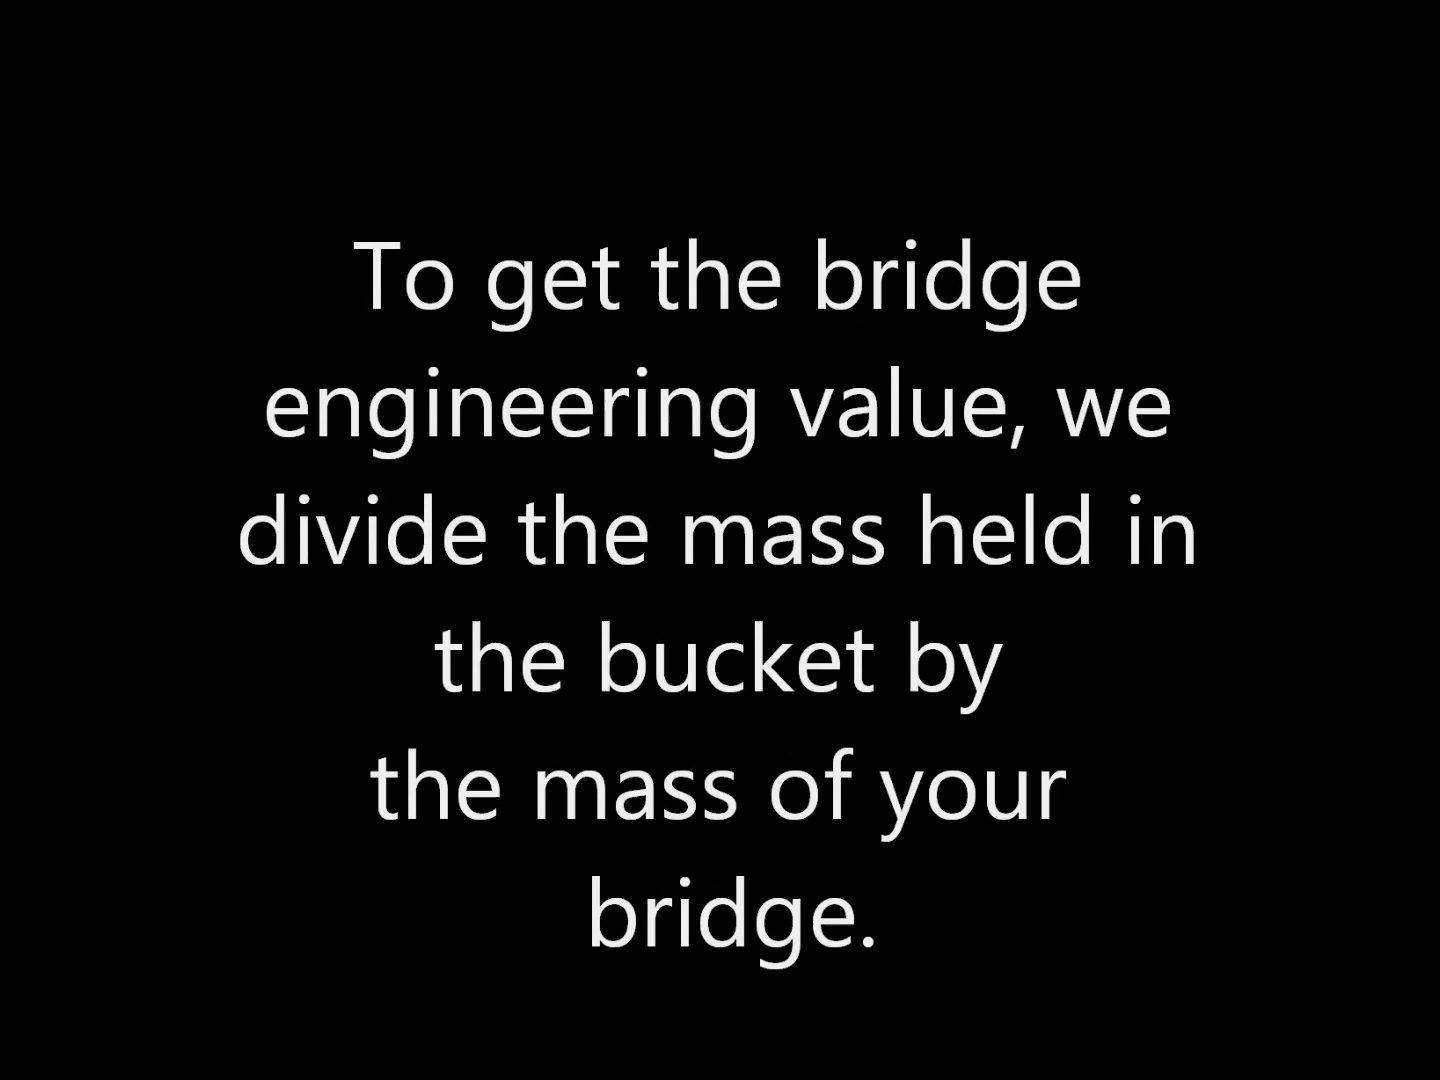 To get the bridge
engineering value, we
divide the mass held in
the bucket by
the mass of your
bridge.